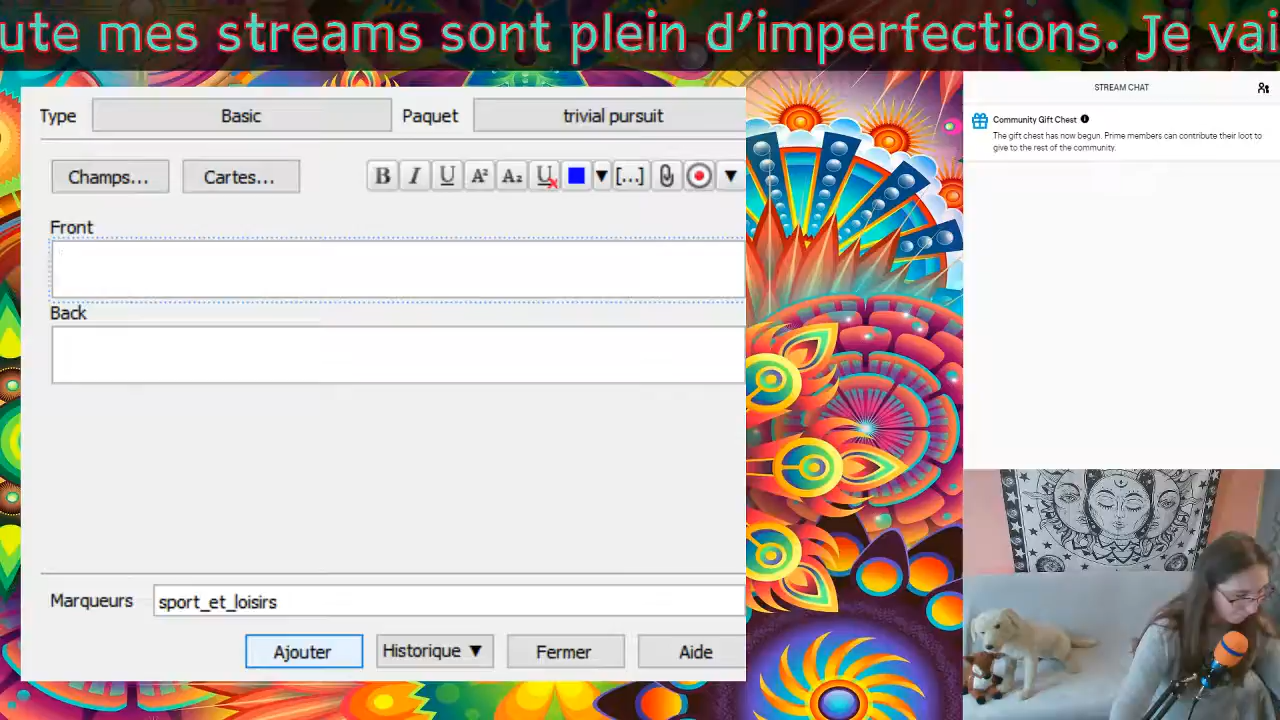 ute mes streams sont plein d’imperfections. Je vai
Type Basic Paquet trivial pursuit
Champs... Cartes... B I U A² A₂ U [...]
Front
Back
Marqueurs sport_et_loisirs
Ajouter Historique ▼ Fermer Aide
STREAM CHAT
Community Gift Chest
The gift chest has now begun. Prime members can contribute their loot to
give to the rest of the community.